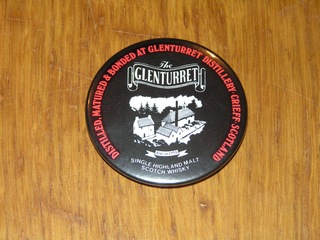 DISTILLED, MATURED & BONDED AT GLENTURRET DISTILLERY·CRIEFF·SCOTLAND
The
GLENTURRET
SINGLE HIGHLAND MALT
SCOTCH WHISKY